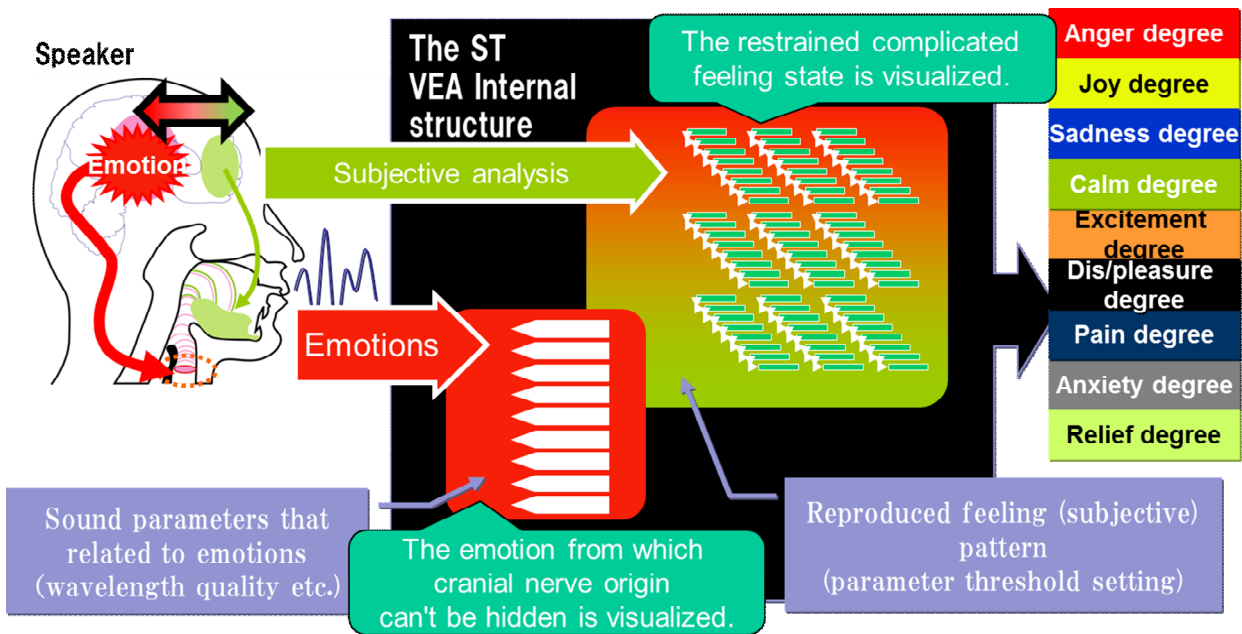 Speaker
Emotion
The ST
VEA Internal
structure
The restrained complicated
feeling state is visualized.
Subjective analysis
Emotions
Anger degree
Joy degree
Sadness degree
Calm degree
Excitement
degree
Dis/pleasure
degree
Pain degree
Anxiety degree
Relief degree
Sound parameters that
related to emotions
(wavelength quality etc.)
The emotion from which
cranial nerve origin
can't be hidden is visualized.
Reproduced feeling (subjective)
pattern
(parameter threshold setting)